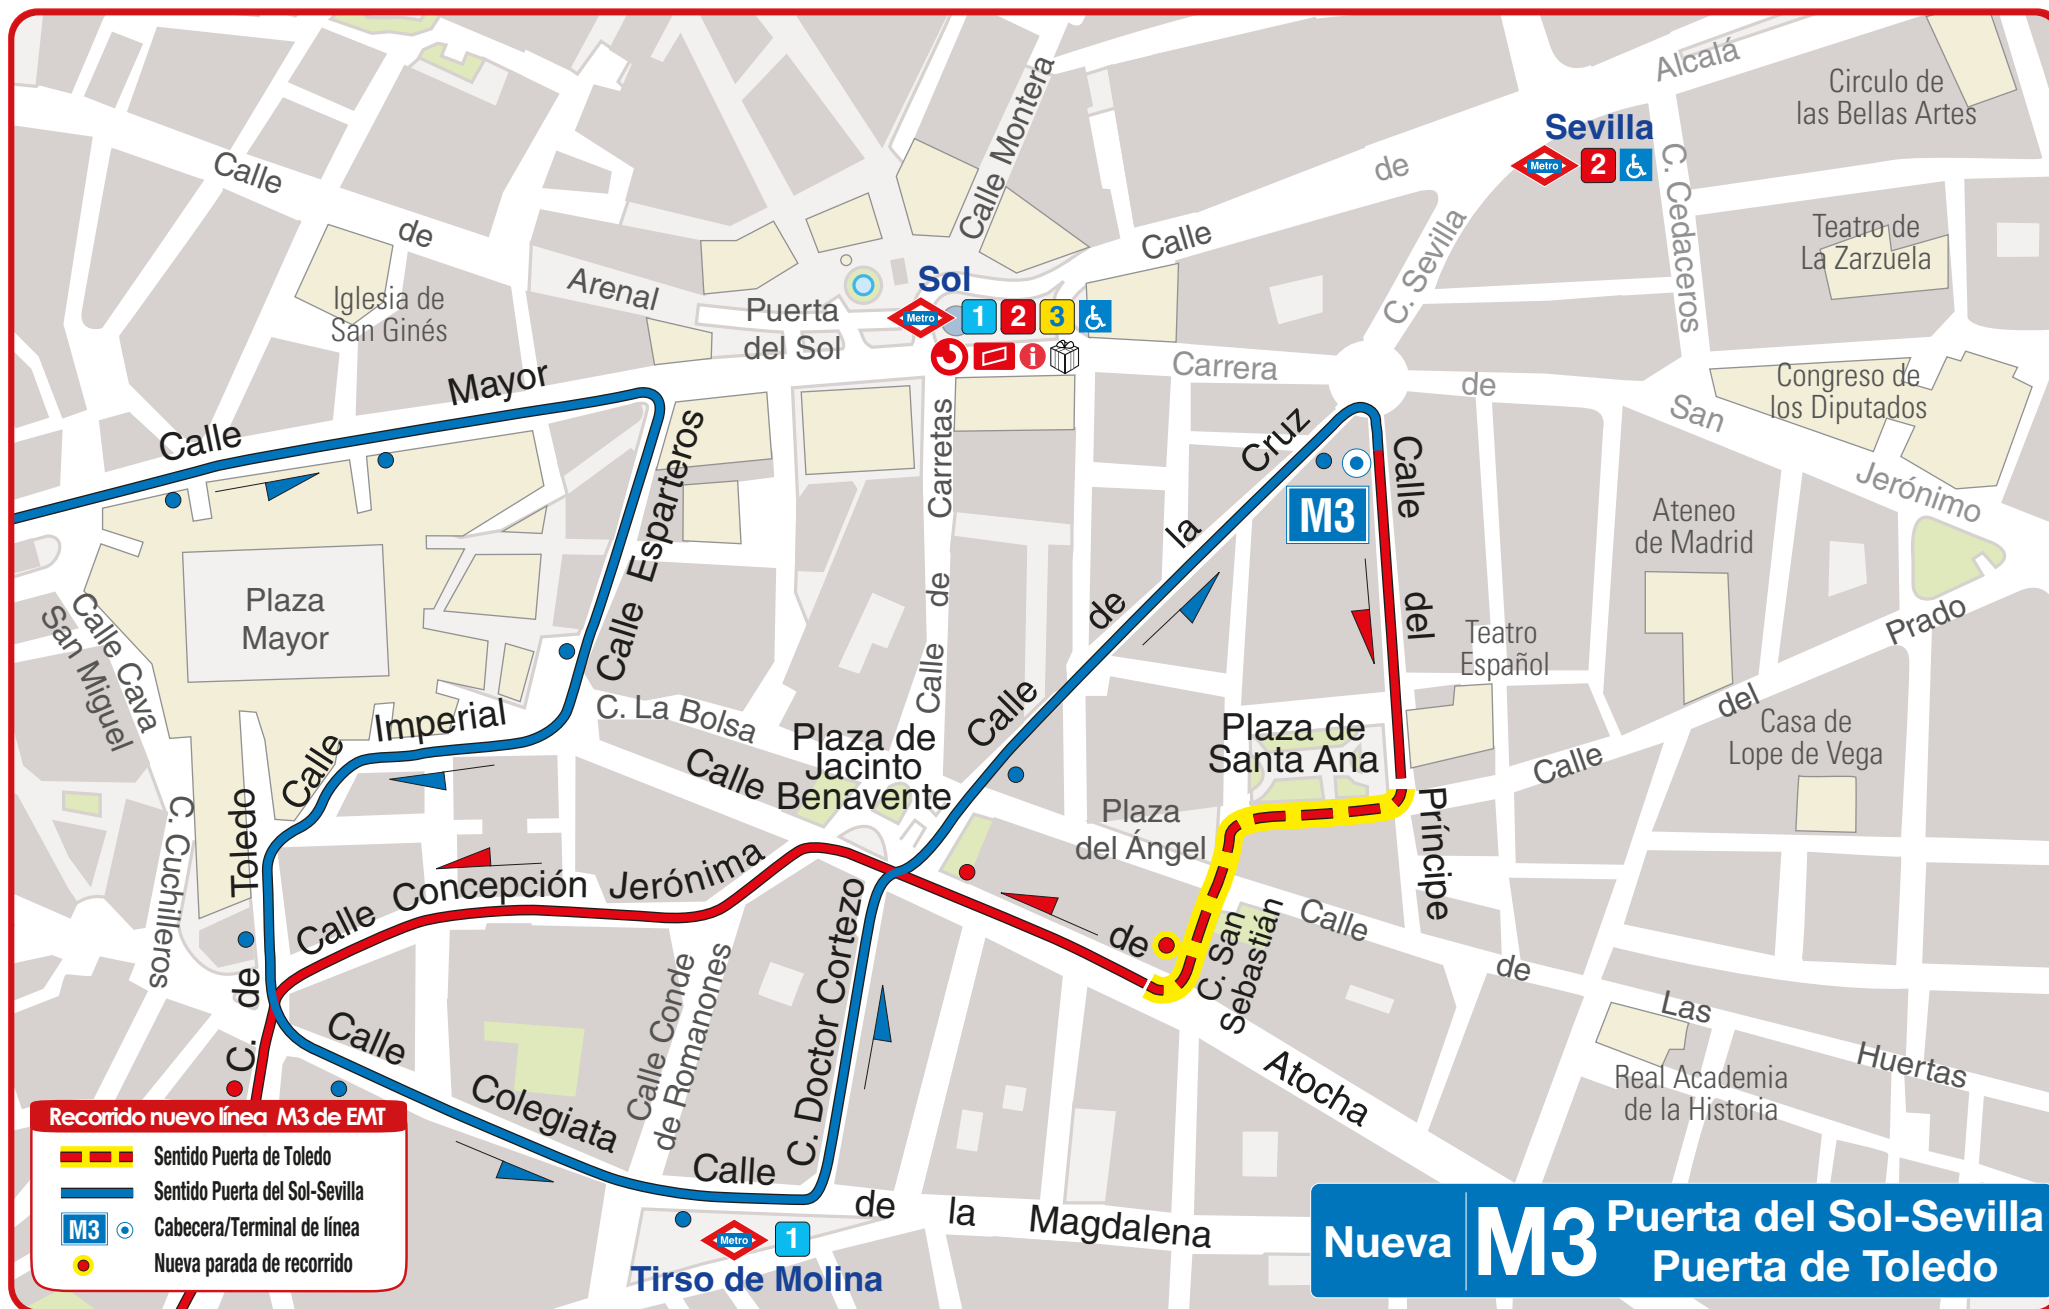 Alcalá
de
Calle
Circulo de
las Bellas Artes
Sevilla
Metro
2
C. Cedaceros
Teatro de
La Zarzuela
C. Sevilla
Calle Montera
Calle
de
Arenal
Iglesia de
San Ginés
Puerta
del Sol
Sol
Metro
1
2
3
i
Carrera
de
San
Jerónimo
Congreso de
los Diputados
Calle
Mayor
Calle Esparteros
Calle
de
Carretas
Calle
de
la
Cruz
M3
Calle
del
Príncipe
Ateneo
de Madrid
Teatro
Español
Calle
del
Prado
Casa de
Lope de Vega
Plaza
Mayor
Calle Cava
San Miguel
C. Cuchilleros
Calle
Imperial
C. La Bolsa
Plaza de
Jacinto
Benavente
Plaza de
Santa Ana
Plaza
del Ángel
Calle
de
Atocha
C.
de
Toledo
Calle
Concepción
Jerónima
C. San
Sebastián
Calle
de
Las
Huertas
Real Academia
de la Historia
Calle Conde
de Romanones
C. Doctor Cortezo
Calle
Colegiata
Calle
de
la
Magdalena
Metro
1
Tirso de Molina
Recorrido nuevo línea M3 de EMT
Sentido Puerta de Toledo
Sentido Puerta del Sol-Sevilla
M3 Cabecera/Terminal de línea
Nueva parada de recorrido
Nueva M3 Puerta del Sol-Sevilla
Puerta de Toledo